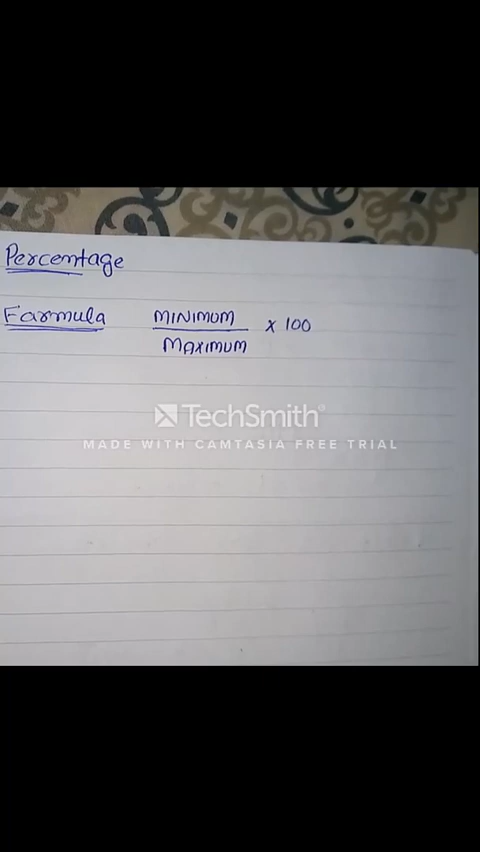 Percentage
Farmula MINIMUM / MAXIMUM x 100
TechSmith®
MADE WITH CAMTASIA FREE TRIAL